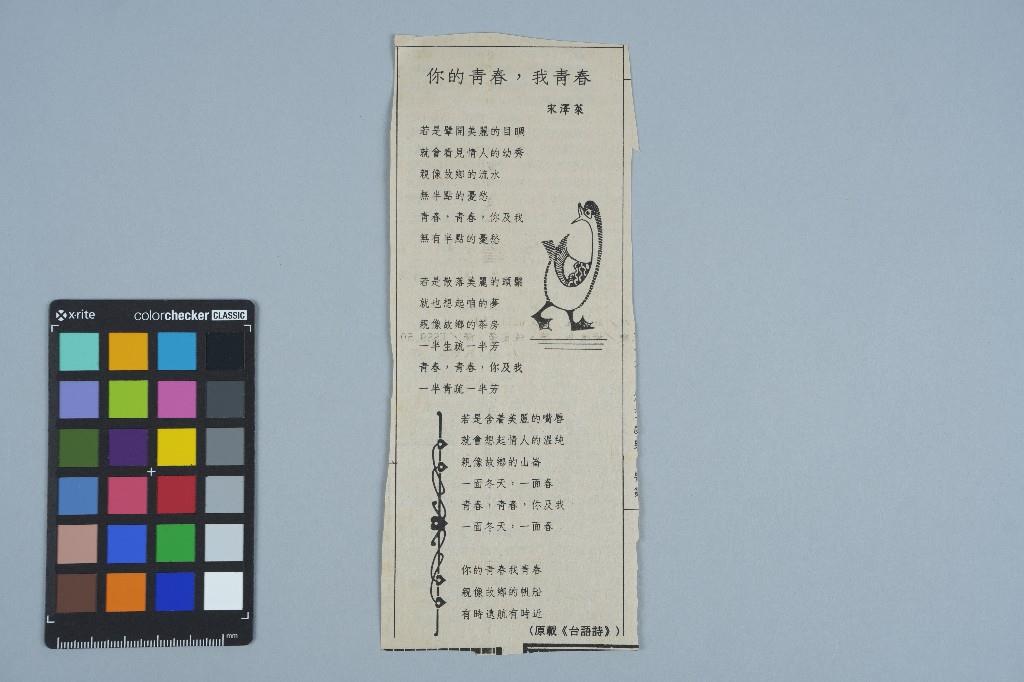 你的青春，我青春
宋澤萊
若是擘開美麗的目睭
就會看見情人的幼秀
親像故鄉的流水
無半點的憂愁
青春，青春，你及我
無有半點的憂愁
若是散落美麗的頭鬃
就也想起咱的夢
親像故鄉的茶房
一半生疏一半芳
青春，青春，你及我
一半青疏一半芳
若是含著美麗的嘴唇
就會想起情人的溫純
親像故鄉的山崙
一面冬天，一面春
青春，青春，你及我
一面冬天，一面春
你的青春我青春
親像故鄉的帆船
有時遠航有時近
（原載《台語詩》）
x-rite
colorchecker CLASSIC
mm